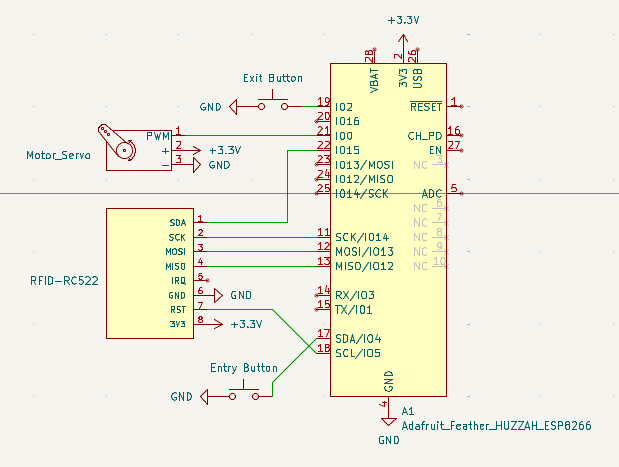 +3.3V
28
2
26
VBAT
3V3
USB
Exit Button
GND
19
IO2
RESET
1
20
IO16
PWM
1
21
IO0
CH_PD
16
Motor_Servo
+
2
+3.3V
22
IO15
EN
27
-
3
GND
23
IO13/MOSI
NC
3
24
IO12/MISO
25
IO14/SCK
ADC
5
NC
6
SDA
1
NC
7
SCK
2
11
SCK/IO14
NC
8
MOSI
3
12
MOSI/IO13
NC
9
MISO
4
13
MISO/IO12
NC
10
RFID-RC522
IRQ
5
GND
6
GND
14
RX/IO3
RST
7
15
TX/IO1
3V3
8
+3.3V
17
SDA/IO4
18
SCL/IO5
Entry Button
GND
GND
4
A1
Adafruit_Feather_HUZZAH_ESP8266
GND